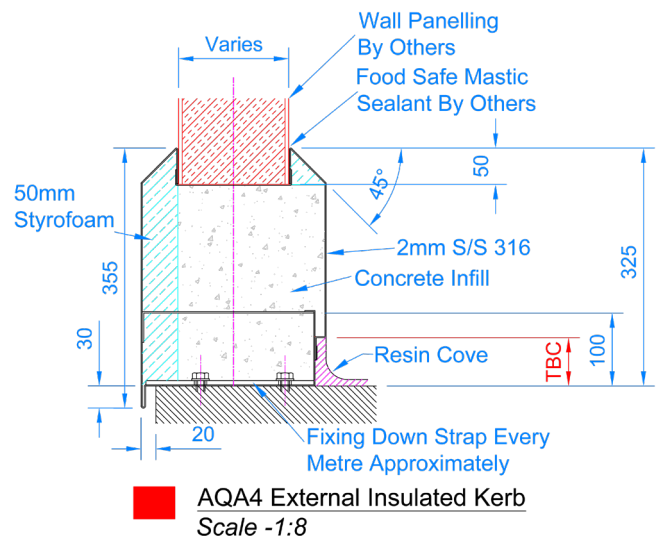 Wall Panelling
By Others
Varies
Food Safe Mastic
Sealant By Others
50
45°
50mm
Styrofoam
2mm S/S 316
355
325
Concrete Infill
30
Resin Cove
TBC
100
20
Fixing Down Strap Every
Metre Approximately
AQA4 External Insulated Kerb
Scale -1:8